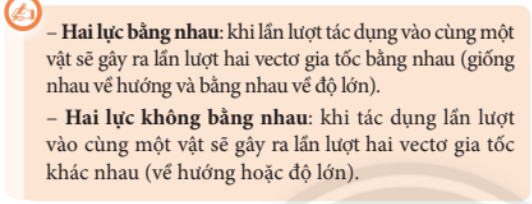 – Hai lực bằng nhau: khi lần lượt tác dụng vào cùng một
vật sẽ gây ra lần lượt hai vectơ gia tốc bằng nhau (giống
nhau về hướng và bằng nhau về độ lớn).
– Hai lực không bằng nhau: khi tác dụng lần lượt
vào cùng một vật sẽ gây ra lần lượt hai vectơ gia tốc
khác nhau (về hướng hoặc độ lớn).